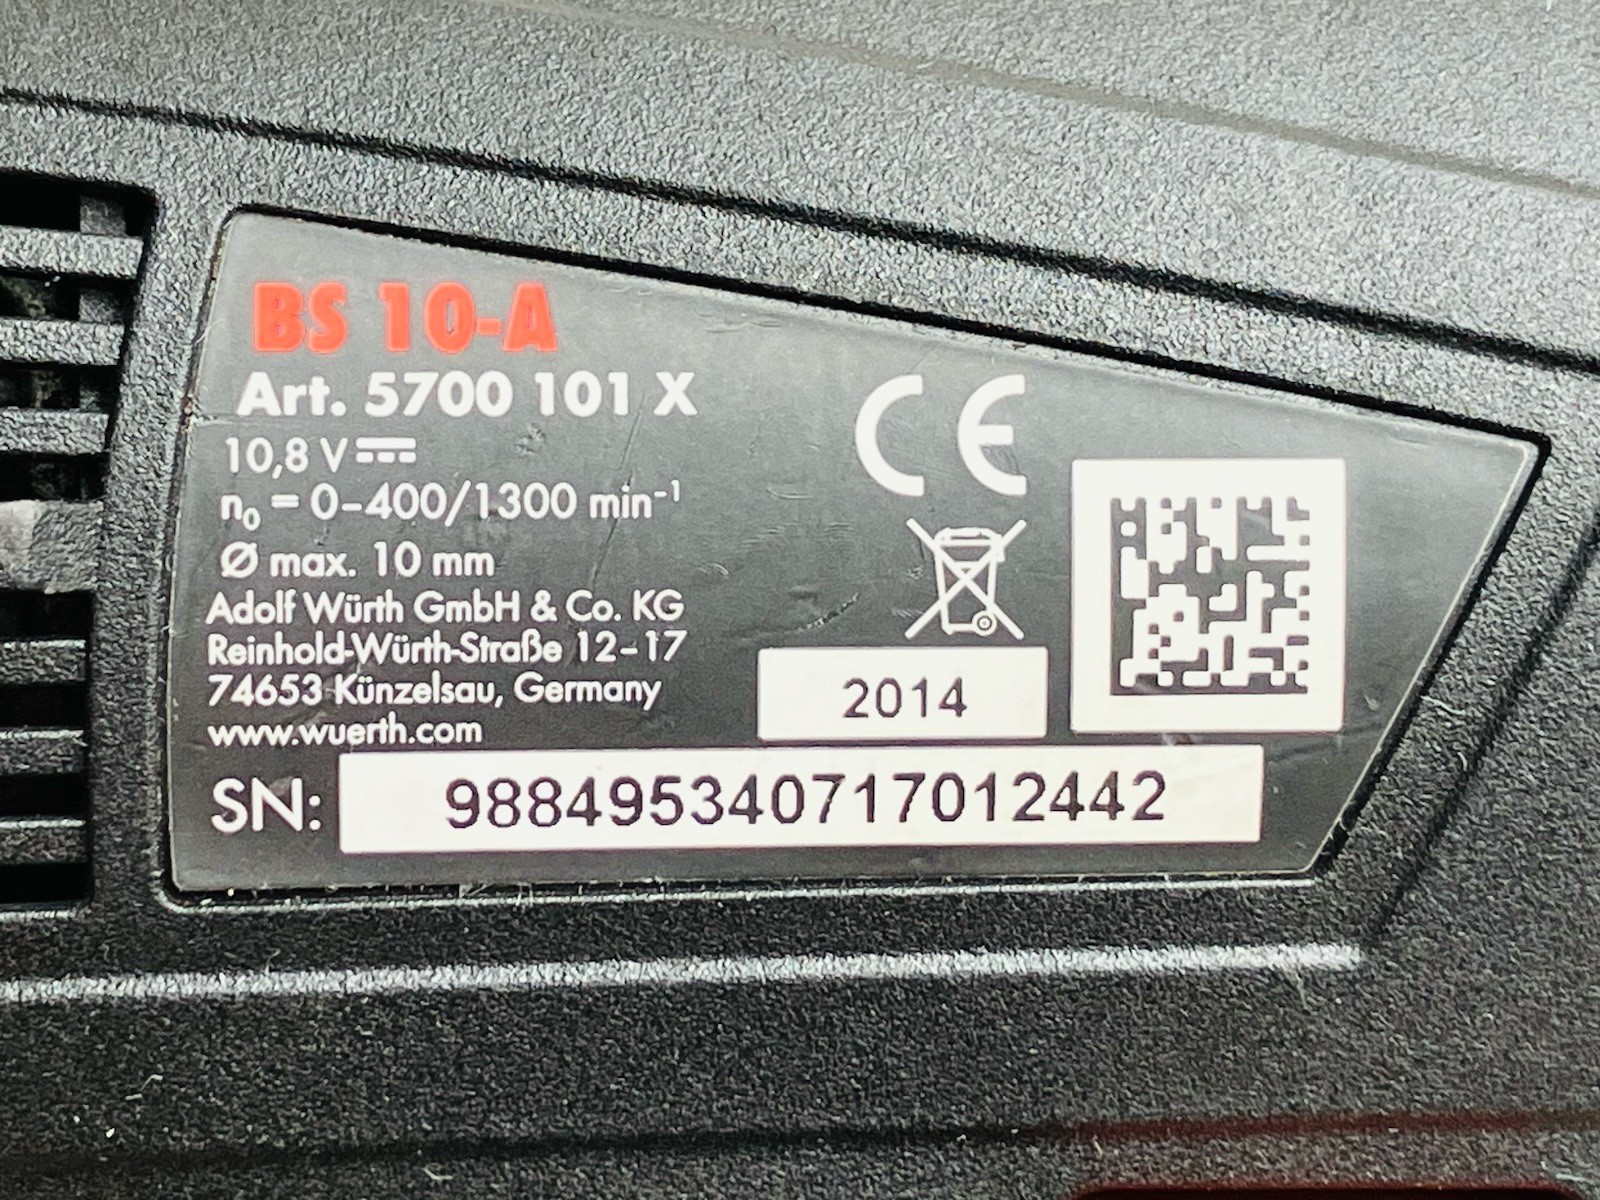 BS 10-A
Art. 5700 101 X
10,8 V ⎓
n₀ = 0–400/1300 min⁻¹
Ø max. 10 mm
Adolf Würth GmbH & Co. KG
Reinhold-Würth-Straße 12–17
74653 Künzelsau, Germany
www.wuerth.com
CE
2014
SN: 988495340717012442